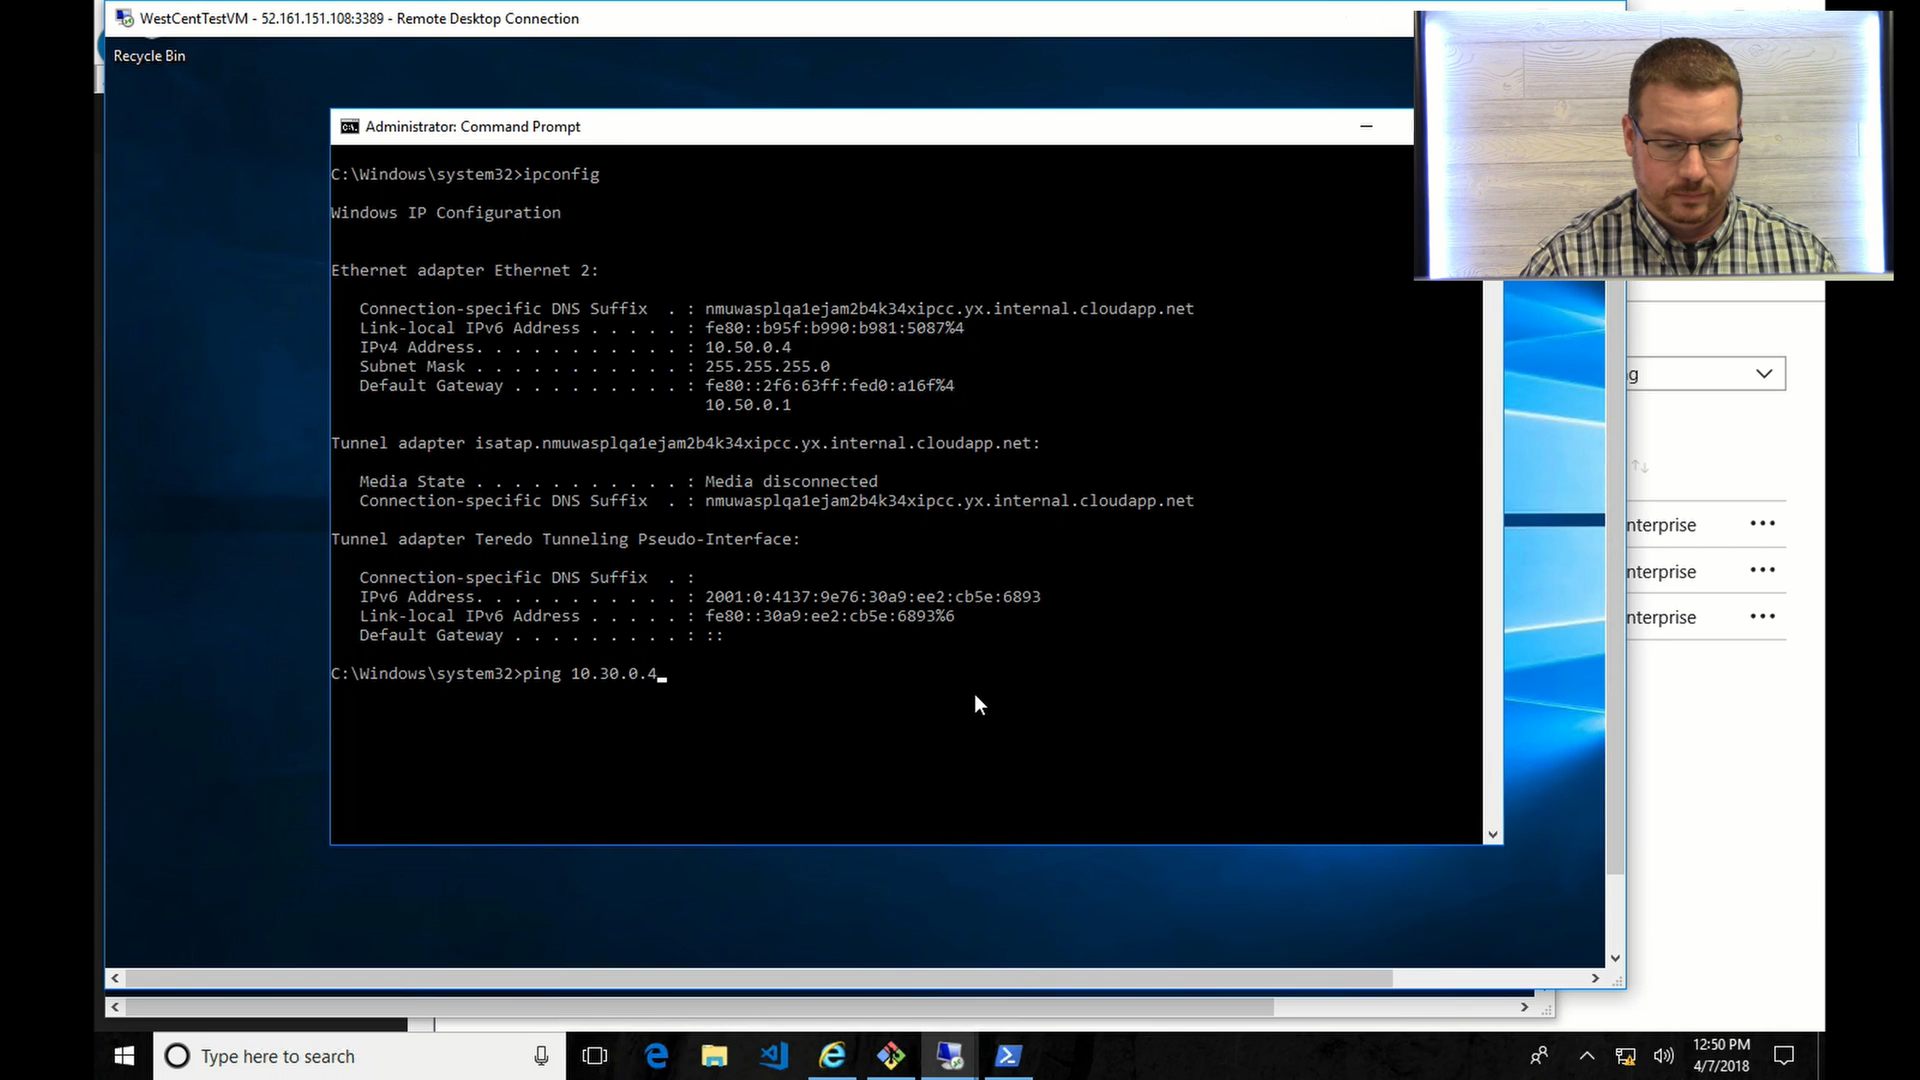 WestCentTestVM - 52.161.151.108:3389 - Remote Desktop Connection
Recycle Bin
Administrator: Command Prompt
C:\Windows\system32>ipconfig
Windows IP Configuration
Ethernet adapter Ethernet 2:
Connection-specific DNS Suffix . : nmuwasplqa1ejam2b4k34xipcc.yx.internal.cloudapp.net
Link-local IPv6 Address . . . . . : fe80::b95f:b990:b981:5087%4
IPv4 Address. . . . . . . . . . . : 10.50.0.4
Subnet Mask . . . . . . . . . . . : 255.255.255.0
Default Gateway . . . . . . . . . : fe80::2f6:63ff:fed0:a16f%4
10.50.0.1
Tunnel adapter isatap.nmuwasplqa1ejam2b4k34xipcc.yx.internal.cloudapp.net:
Media State . . . . . . . . . . . : Media disconnected
Connection-specific DNS Suffix . : nmuwasplqa1ejam2b4k34xipcc.yx.internal.cloudapp.net
Tunnel adapter Teredo Tunneling Pseudo-Interface:
Connection-specific DNS Suffix . :
IPv6 Address. . . . . . . . . . . : 2001:0:4137:9e76:30a9:ee2:cb5e:6893
Link-local IPv6 Address . . . . . : fe80::30a9:ee2:cb5e:6893%6
Default Gateway . . . . . . . . . : ::
C:\Windows\system32>ping 10.30.0.4_
g
nterprise
nterprise
nterprise
Type here to search
12:50 PM
4/7/2018